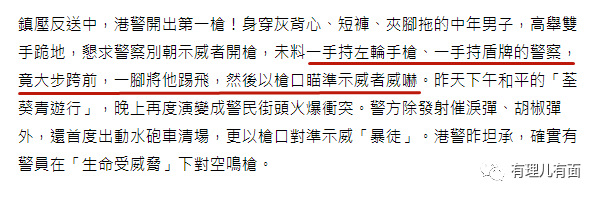 鎮壓反送中，港警開出第一槍！身穿灰背心、短褲、夾腳拖的中年男子，高舉雙
手跪地，懇求警察別朝示威者開槍，未料一手持左輪手槍、一手持盾牌的警察，
竟大步跨前，一腳將他踢飛，然後以槍口瞄準示威者威嚇。昨天下午和平的「荃
葵青遊行」，晚上再度演變成警民街頭火爆衝突。警方除發射催淚彈、胡椒彈
外，還首度出動水砲車清場，更以槍口對準示威「暴徒」。港警昨坦承，確實有
警員在「生命受威脅」下對空鳴槍。
有理儿有面